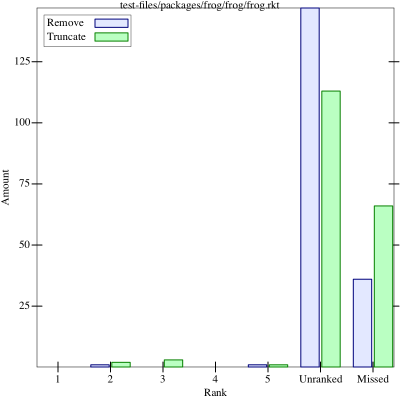 test-files/packages/frog/frog/frog.rkt
Remove
Truncate
125
100
75
50
25
Amount
1 2 3 4 5 Unranked Missed
Rank